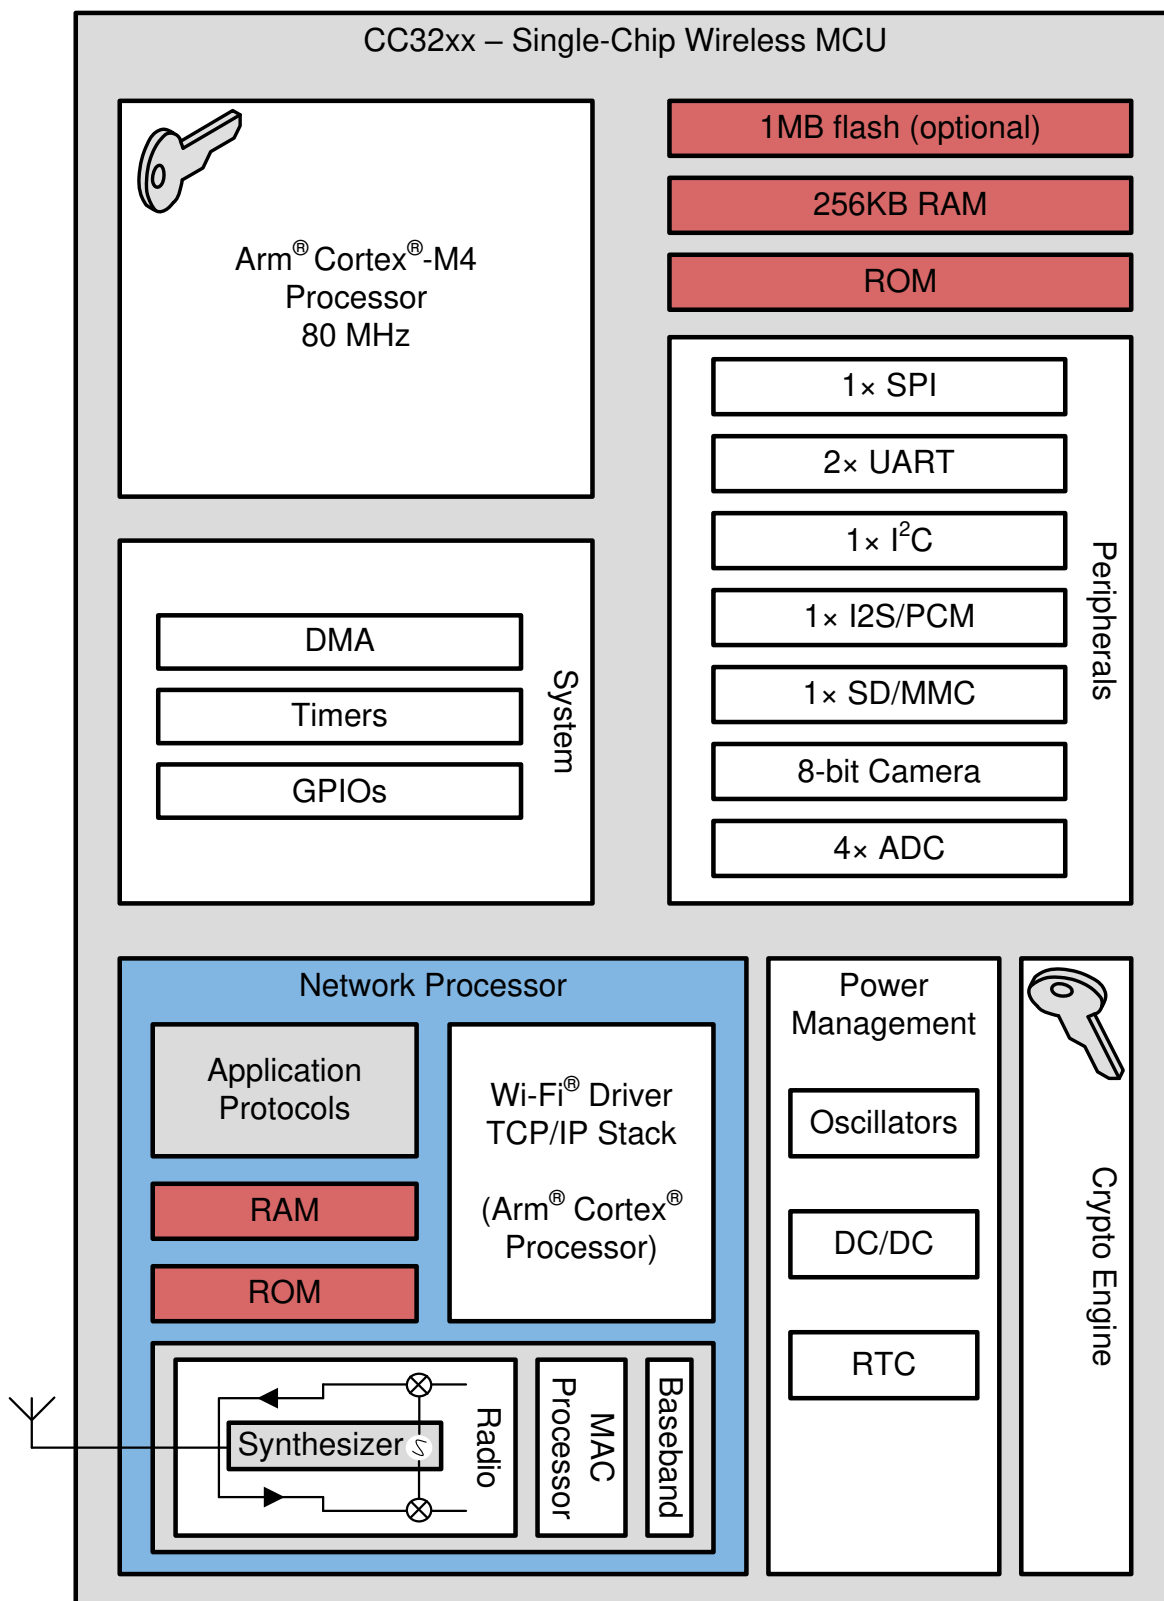 CC32xx – Single-Chip Wireless MCU
Arm® Cortex®-M4
Processor
80 MHz
1MB flash (optional)
256KB RAM
ROM
1× SPI
2× UART
1× I²C
1× I2S/PCM
1× SD/MMC
8-bit Camera
4× ADC
Peripherals
DMA
Timers
GPIOs
System
Network Processor
Application
Protocols
Wi-Fi® Driver
TCP/IP Stack
(Arm® Cortex®
Processor)
RAM
ROM
Synthesizer
Radio
MAC
Processor
Baseband
Power
Management
Oscillators
DC/DC
RTC
Crypto Engine